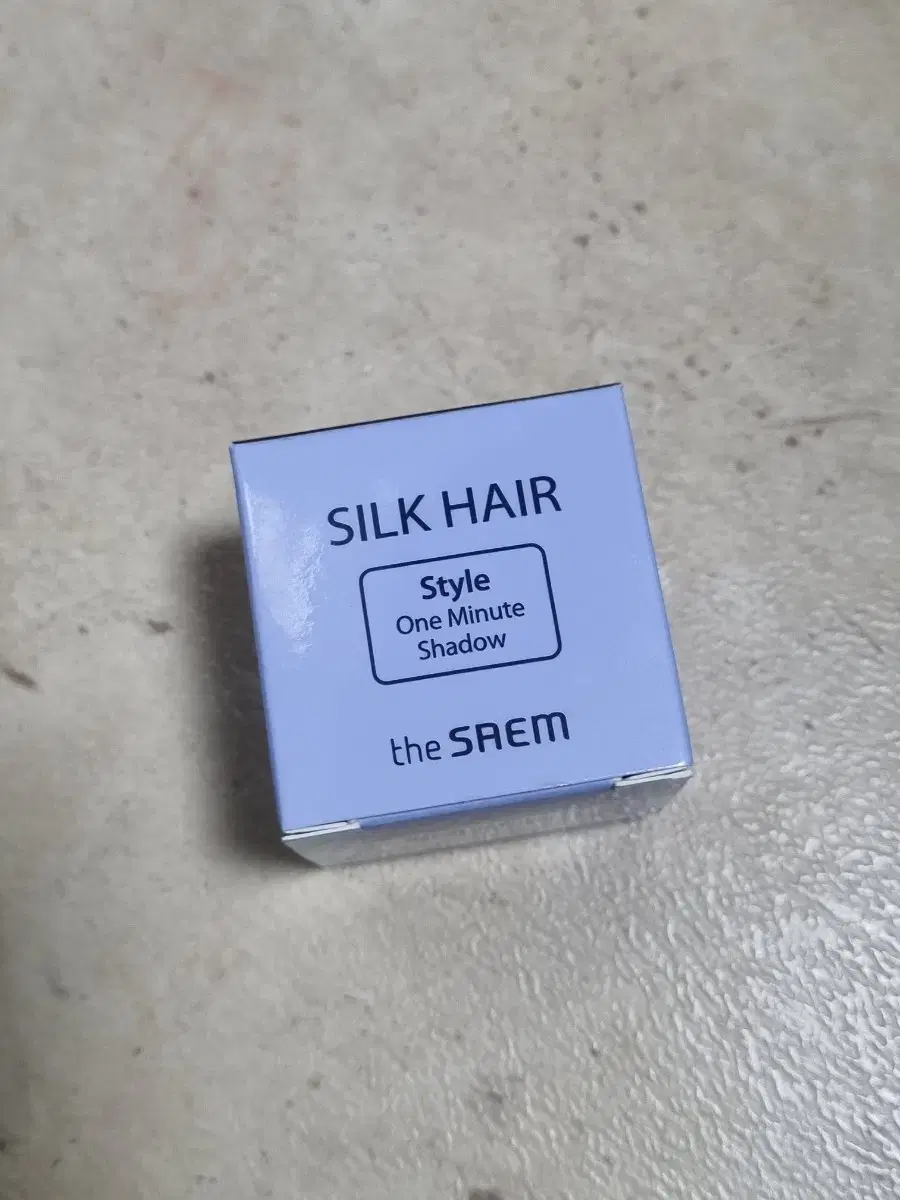 SILK HAIR
Style
One Minute
Shadow
the SAEM